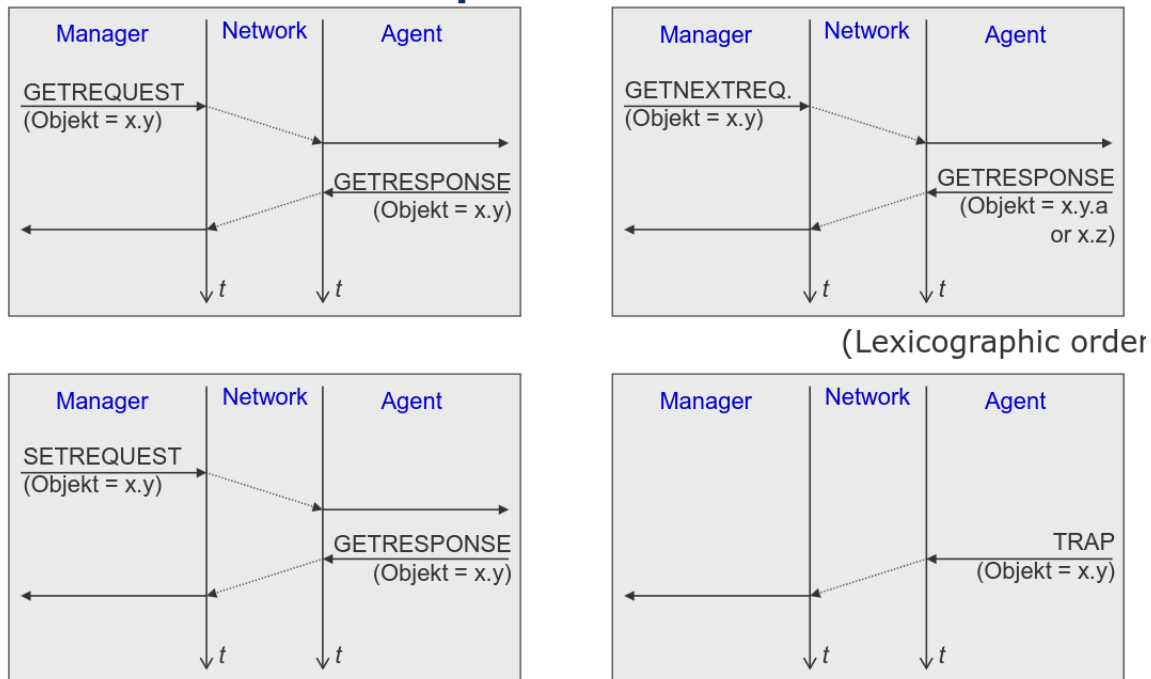 Manager Network Agent
GETREQUEST
(Objekt = x.y)
GETRESPONSE
(Objekt = x.y)
t t
Manager Network Agent
GETNEXTREQ.
(Objekt = x.y)
GETRESPONSE
(Objekt = x.y.a
or x.z)
t t
(Lexicographic order
Manager Network Agent
SETREQUEST
(Objekt = x.y)
GETRESPONSE
(Objekt = x.y)
t t
Manager Network Agent
TRAP
(Objekt = x.y)
t t